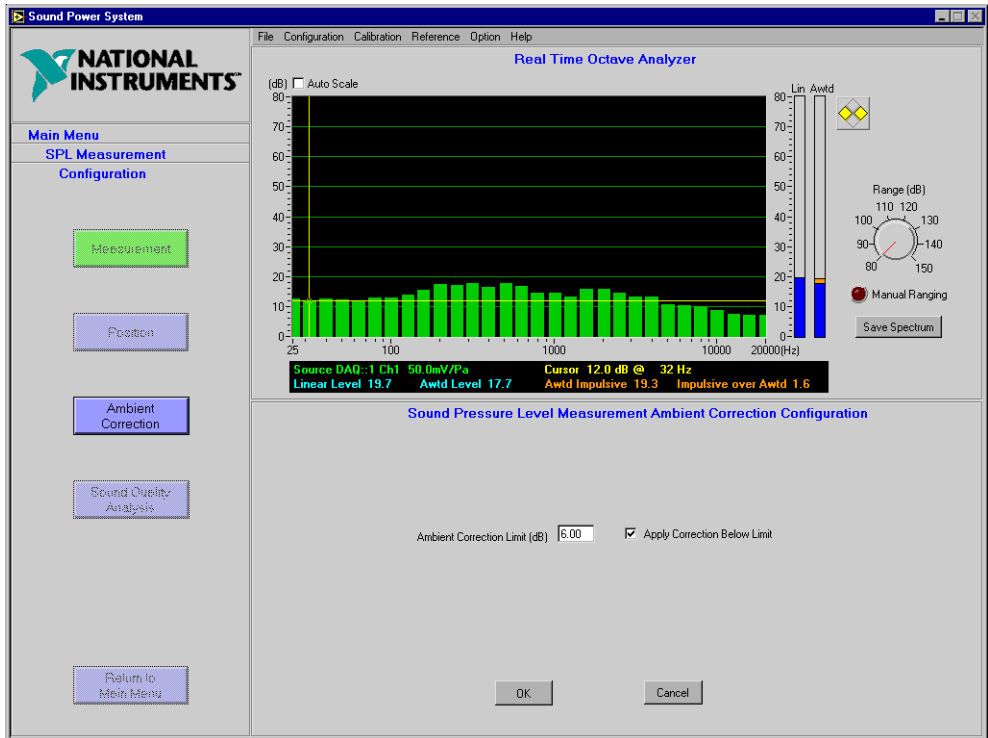 Sound Power System
NATIONAL
INSTRUMENTS™
Main Menu
SPL Measurement
Configuration
Measurement
Position
Ambient
Correction
Sound Quality
Analysis
Return to
Main Menu
File Configuration Calibration Reference Option Help
Real Time Octave Analyzer
(dB) Auto Scale
80
70
60
50
40
30
20
10
0
25 100 1000 10000 20000(Hz)
Lin Awtd
80
70
60
50
40
30
20
10
0
Range (dB)
110 120
100 130
90 140
80 150
Manual Ranging
Save Spectrum
Source DAQ::1 Ch1 50.0mV/Pa Cursor 12.0 dB @ 32 Hz
Linear Level 19.7 Awtd Level 17.7 Awtd Impulsive 19.3 Impulsive over Awtd 1.6
Sound Pressure Level Measurement Ambient Correction Configuration
Ambient Correction Limit (dB) 6.00 Apply Correction Below Limit
OK Cancel